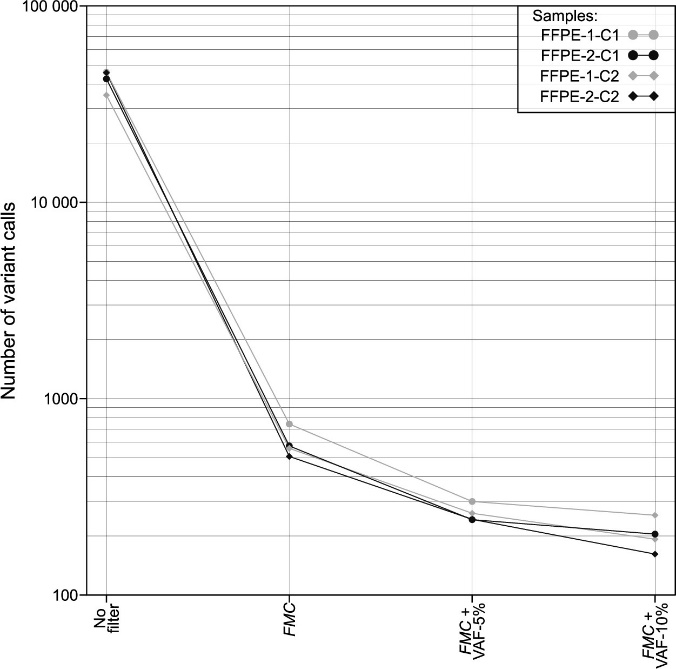 100 000
10 000
1000
100
Number of variant calls
Samples:
FFPE-1-C1
FFPE-2-C1
FFPE-1-C2
FFPE-2-C2
No
filter
FMC
FMC +
VAF-5%
FMC +
VAF-10%